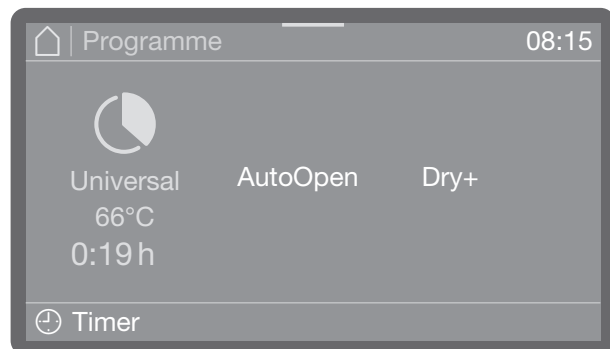 Programme 08:15
Universal AutoOpen Dry+
66°C
0:19 h
Timer